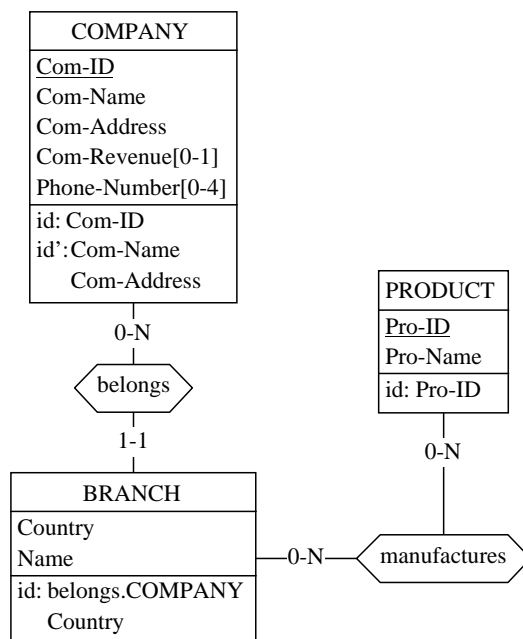 COMPANY
Com-ID
Com-Name
Com-Address
Com-Revenue[0-1]
Phone-Number[0-4]
id: Com-ID
id’:Com-Name
Com-Address
0-N
belongs
1-1
BRANCH
Country
Name
id: belongs.COMPANY
Country
0-N
manufactures
0-N
PRODUCT
Pro-ID
Pro-Name
id: Pro-ID